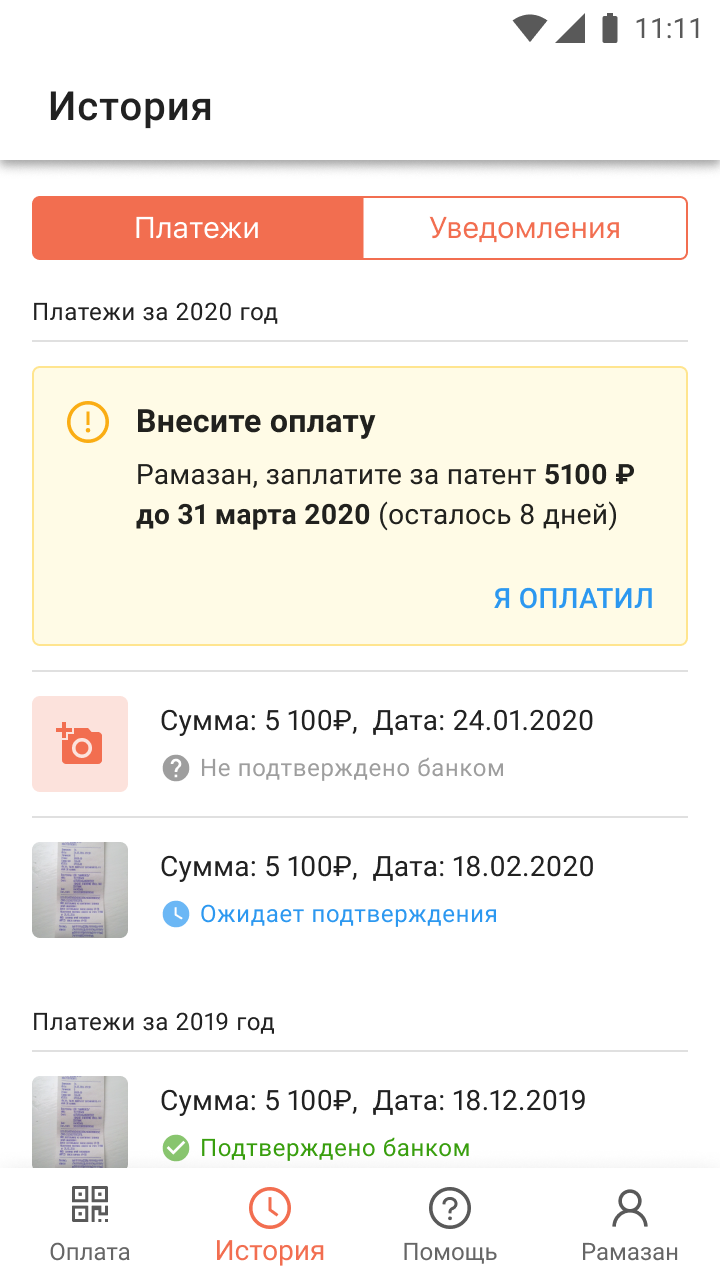 11:11
История
Платежи
Уведомления
Платежи за 2020 год
Внесите оплату
Рамазан, заплатите за патент 5100 ₽
до 31 марта 2020 (осталось 8 дней)
Я ОПЛАТИЛ
Сумма: 5 100₽, Дата: 24.01.2020
Не подтверждено банком
Сумма: 5 100₽, Дата: 18.02.2020
Ожидает подтверждения
Платежи за 2019 год
Сумма: 5 100₽, Дата: 18.12.2019
Подтверждено банком
Оплата
История
Помощь
Рамазан